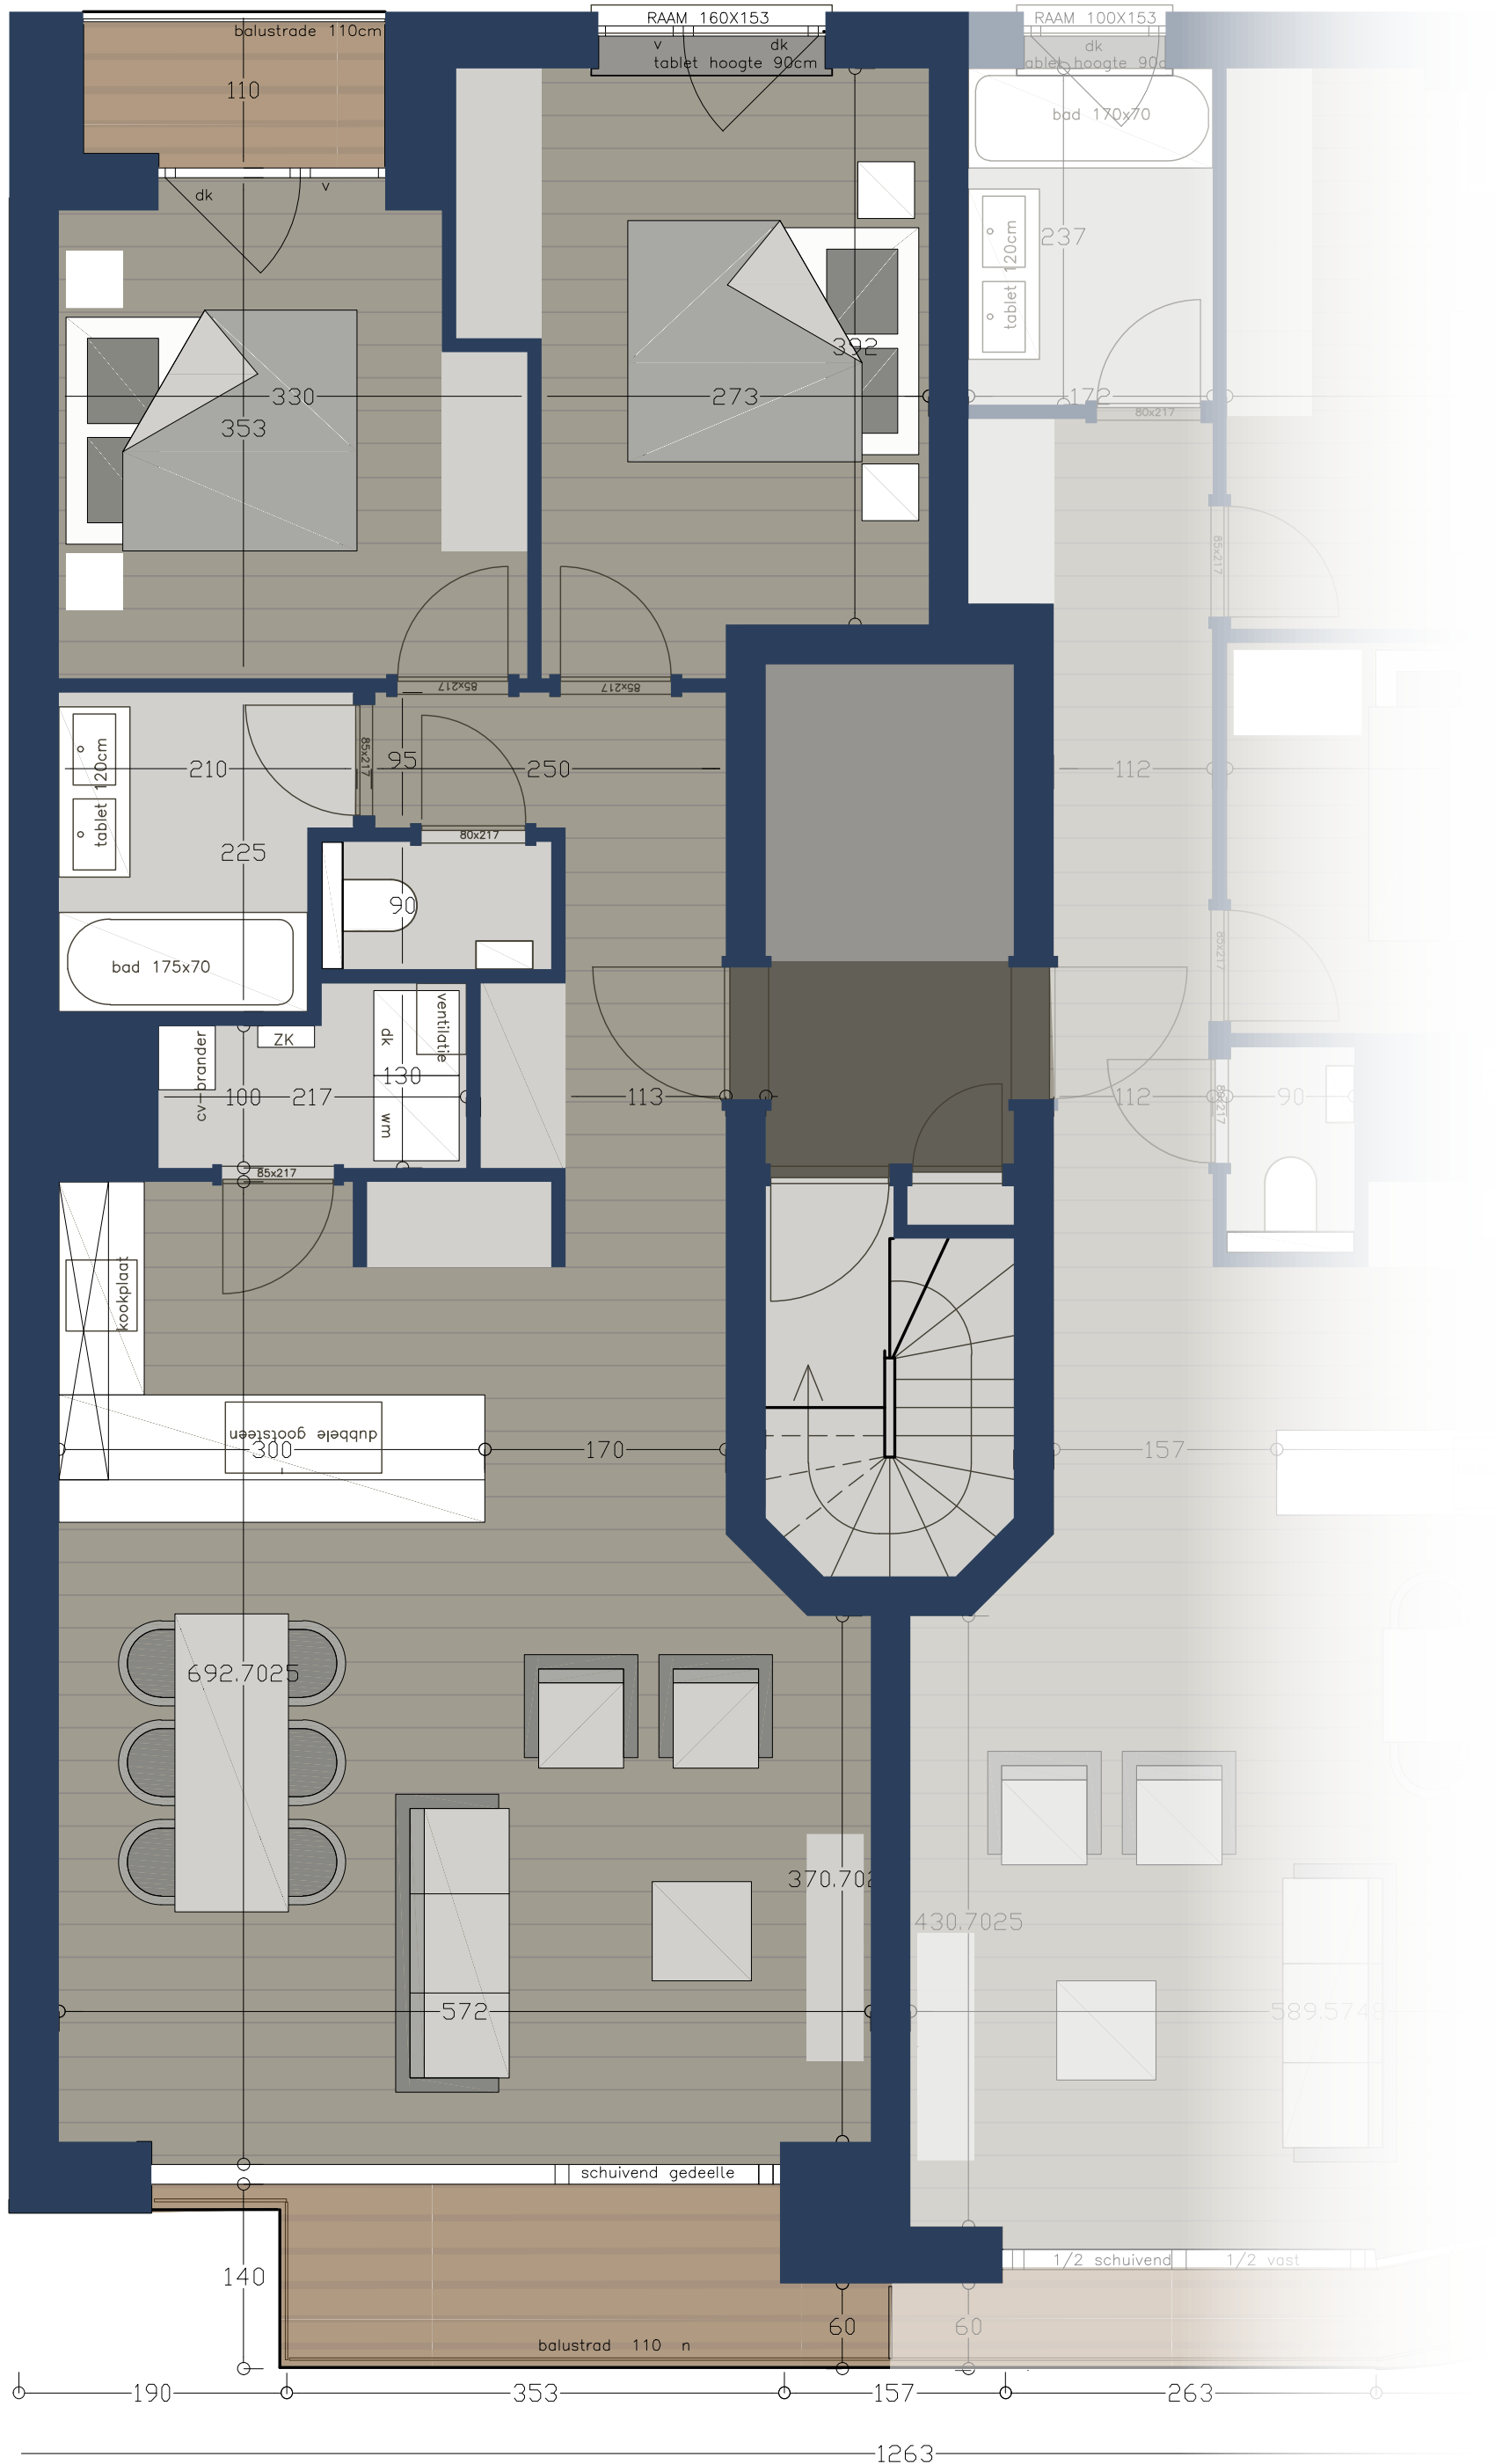 RAAM 160X153
RAAM 100X153
balustrade 110cm
v
dk
dk
tablet hoogte 90cm
110
bad 170x70
dk
v
tablet 120cm
237
392
330
273
172
353
80x217
85x217
85x217
85x217
85x217
95
210
250
112
tablet 120cm
80x217
225
90
bad 175x70
85x217
ventilatie
dk
ZK
cv-brander
130
100
217
113
112
90
wm
80x217
85x217
kookplaat
dubbele gootsteen
300
170
157
692.7025
370.702
430.7025
572
589.5748
schuivend gedeelle
1/2 schuivend
1/2 vast
140
60
60
balustrad 110 n
190
353
157
263
1263